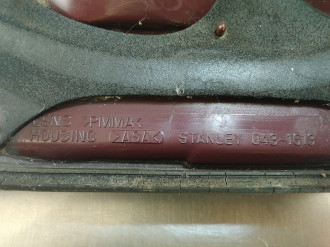 LENS >PMMA<
HOUSING >ASA< STANLEY 043-1613